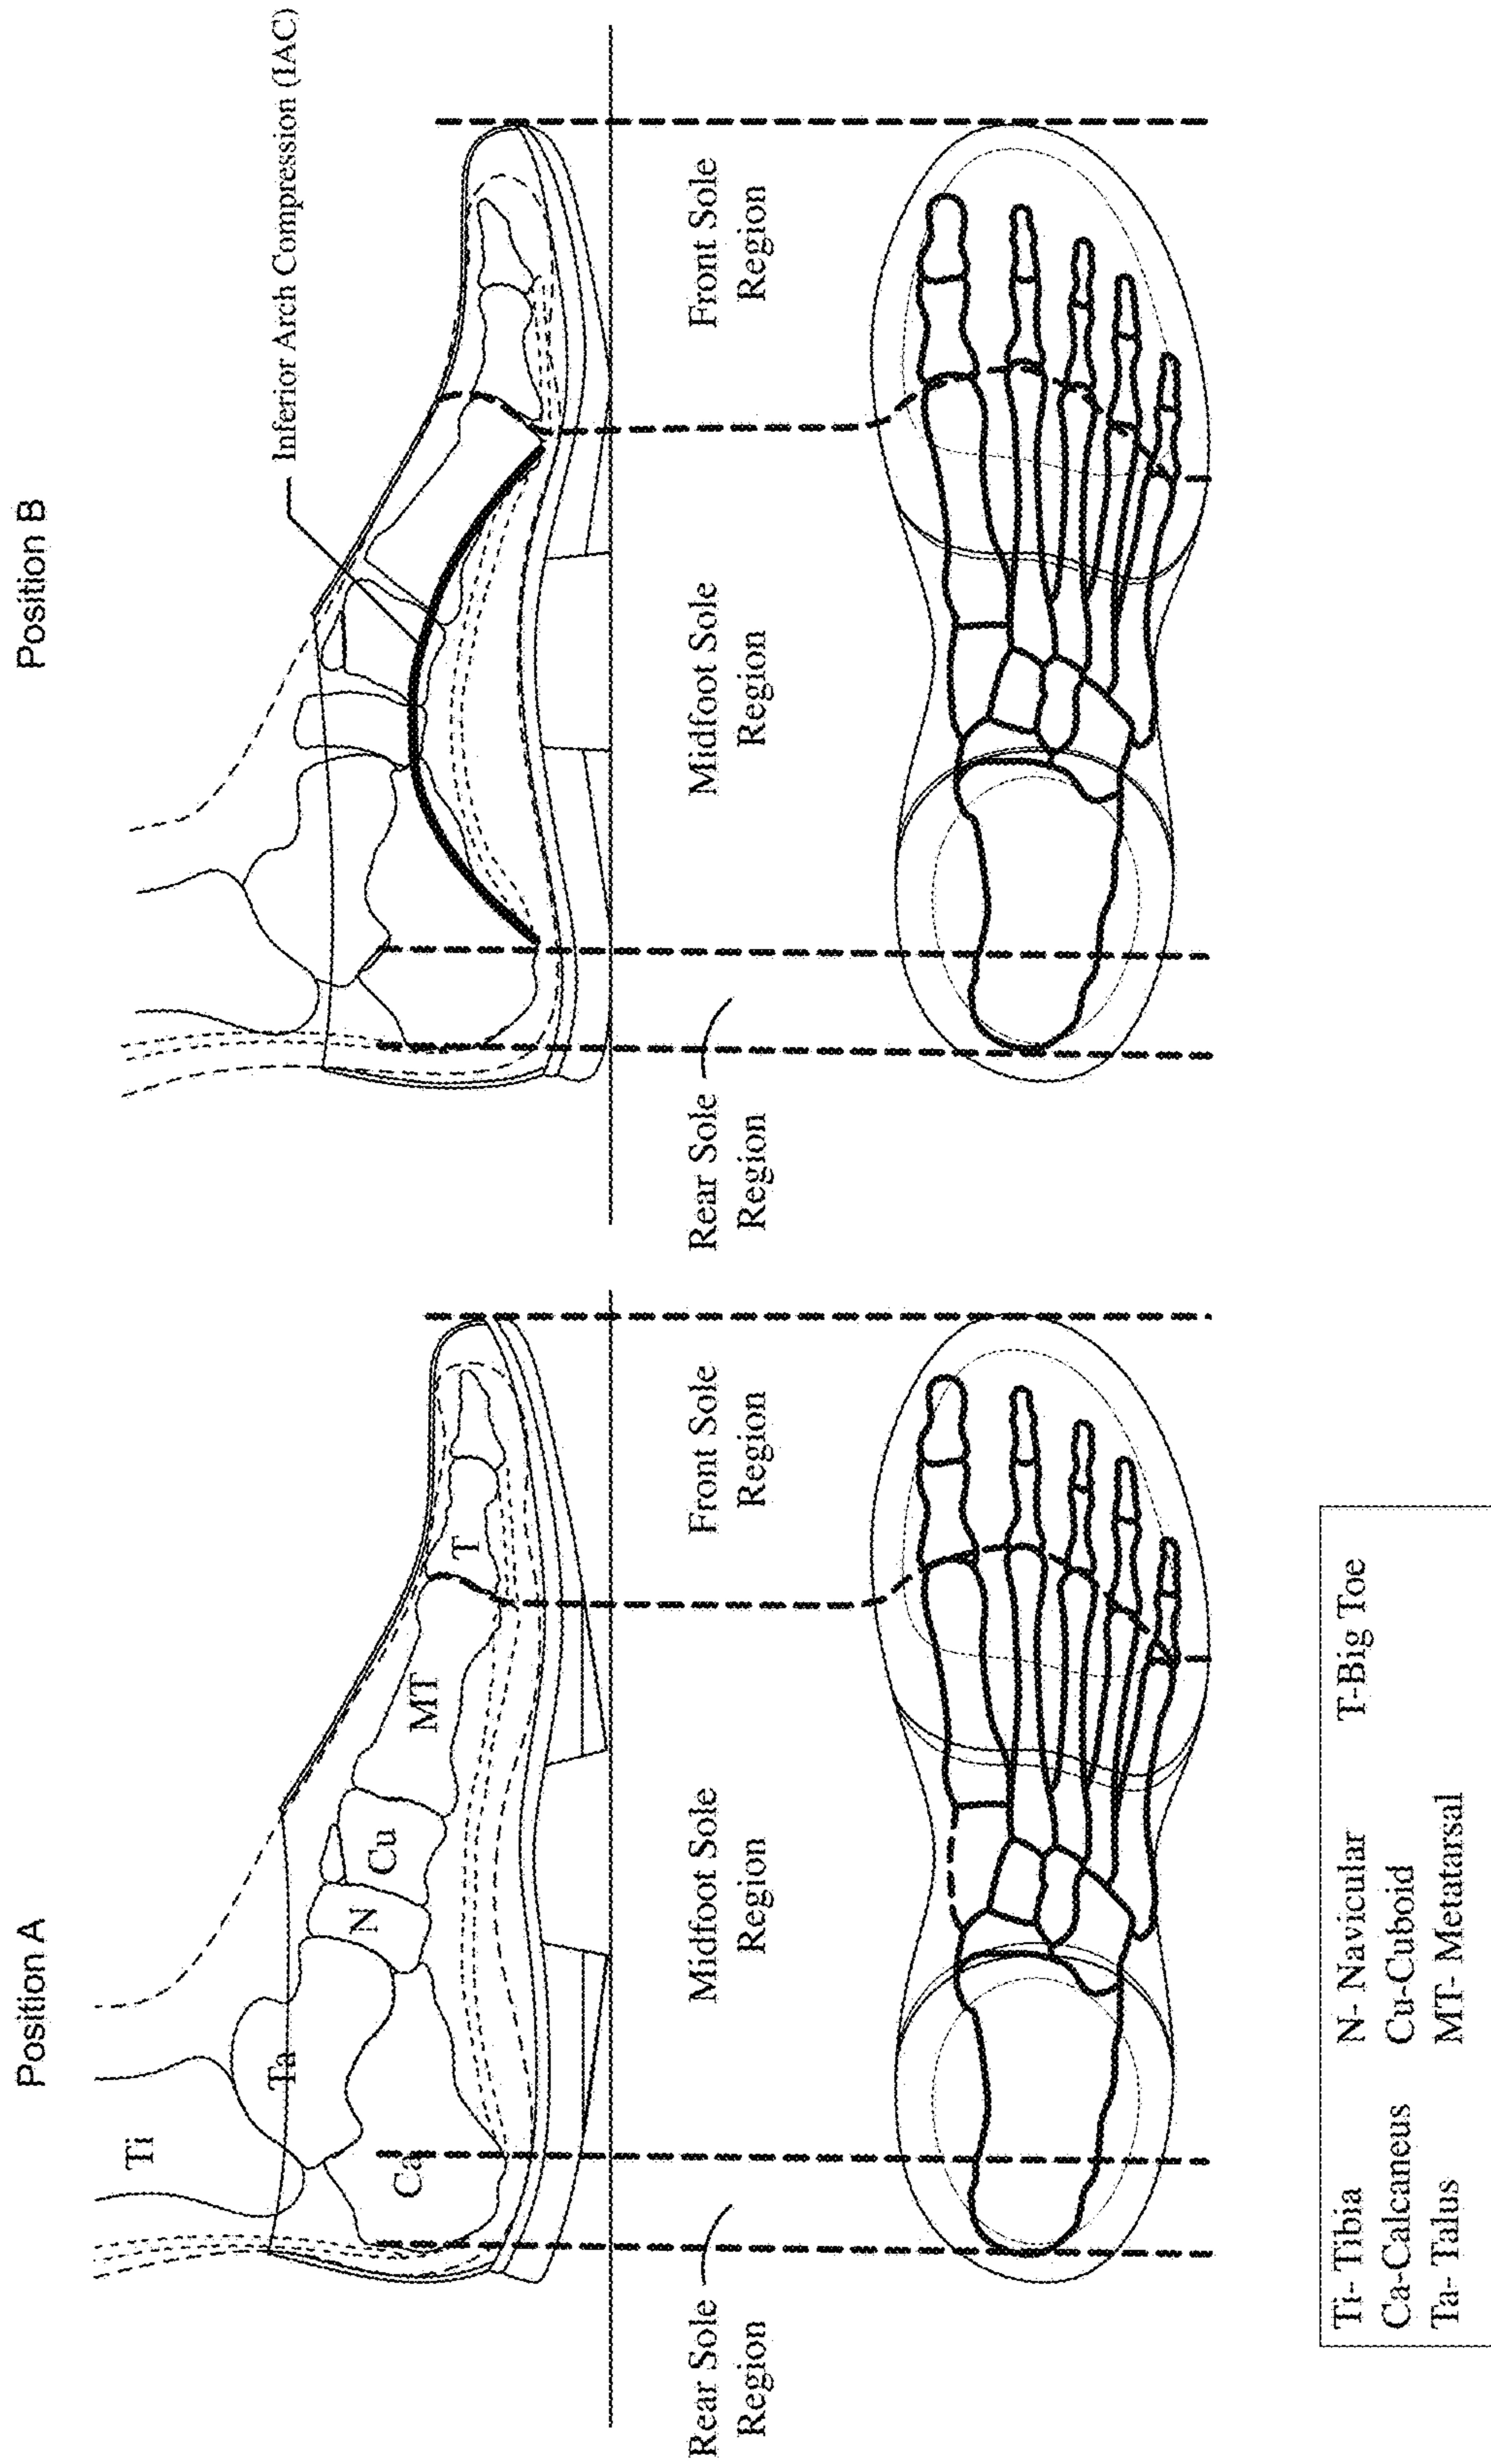 Position A
Ti
Ta
Ca
N
Cu
MT
T
Rear Sole
Region
Midfoot Sole
Region
Front Sole
Region
Position B
Inferior Arch Compression (IAC)
Rear Sole
Region
Midfoot Sole
Region
Front Sole
Region
Ti- Tibia
Ca-Calcaneus
Ta- Talus
N- Navicular
Cu-Cuboid
MT- Metatarsal
T-Big Toe